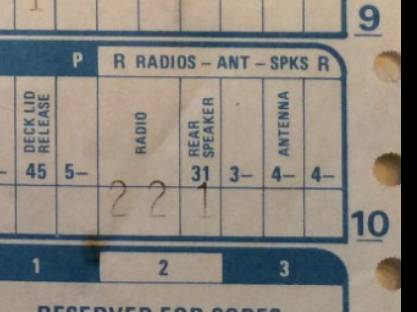 1
9
P R RADIOS – ANT – SPKS R
DECK LID RELEASE
RADIO
REAR SPEAKER
ANTENNA
45 5– 31 3– 4– 4–
2 2 1
10
1 2 3
RESERVED FOR CODES